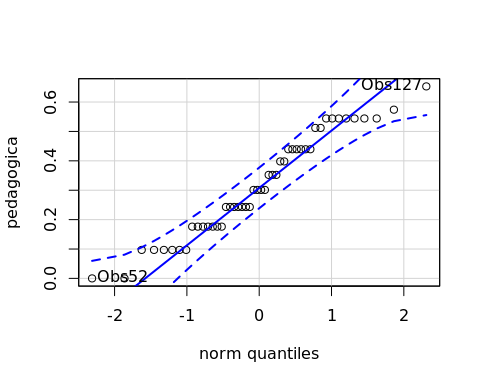 Obs127
0.6
0.4
0.2
0.0
pedagogica
Obs52
-2 -1 0 1 2
norm quantiles